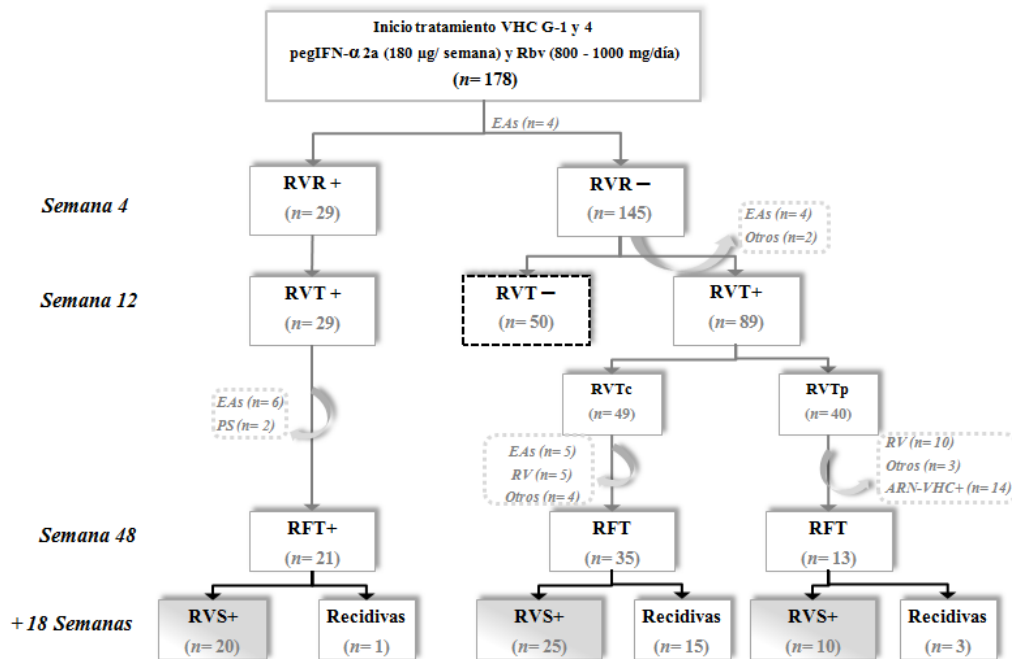 Inicio tratamiento VHC G-1 y 4
pegIFN-α 2a (180 µg/ semana) y Rbv (800 - 1000 mg/día)
(n= 178)
EAs (n= 4)
Semana 4
RVR +
(n= 29)
RVR −
(n= 145)
EAs (n= 4)
Otros (n=2)
Semana 12
RVT +
(n= 29)
RVT −
(n= 50)
RVT+
(n= 89)
RVTc
(n= 49)
RVTp
(n= 40)
EAs (n= 6)
PS (n= 2)
EAs (n= 5)
RV (n= 5)
Otros (n= 4)
RV (n= 10)
Otros (n= 3)
ARN-VHC+ (n= 14)
Semana 48
RFT+
(n= 21)
RFT
(n= 35)
RFT
(n= 13)
+18 Semanas
RVS+
(n= 20)
Recidivas
(n= 1)
RVS+
(n= 25)
Recidivas
(n= 15)
RVS+
(n= 10)
Recidivas
(n= 3)